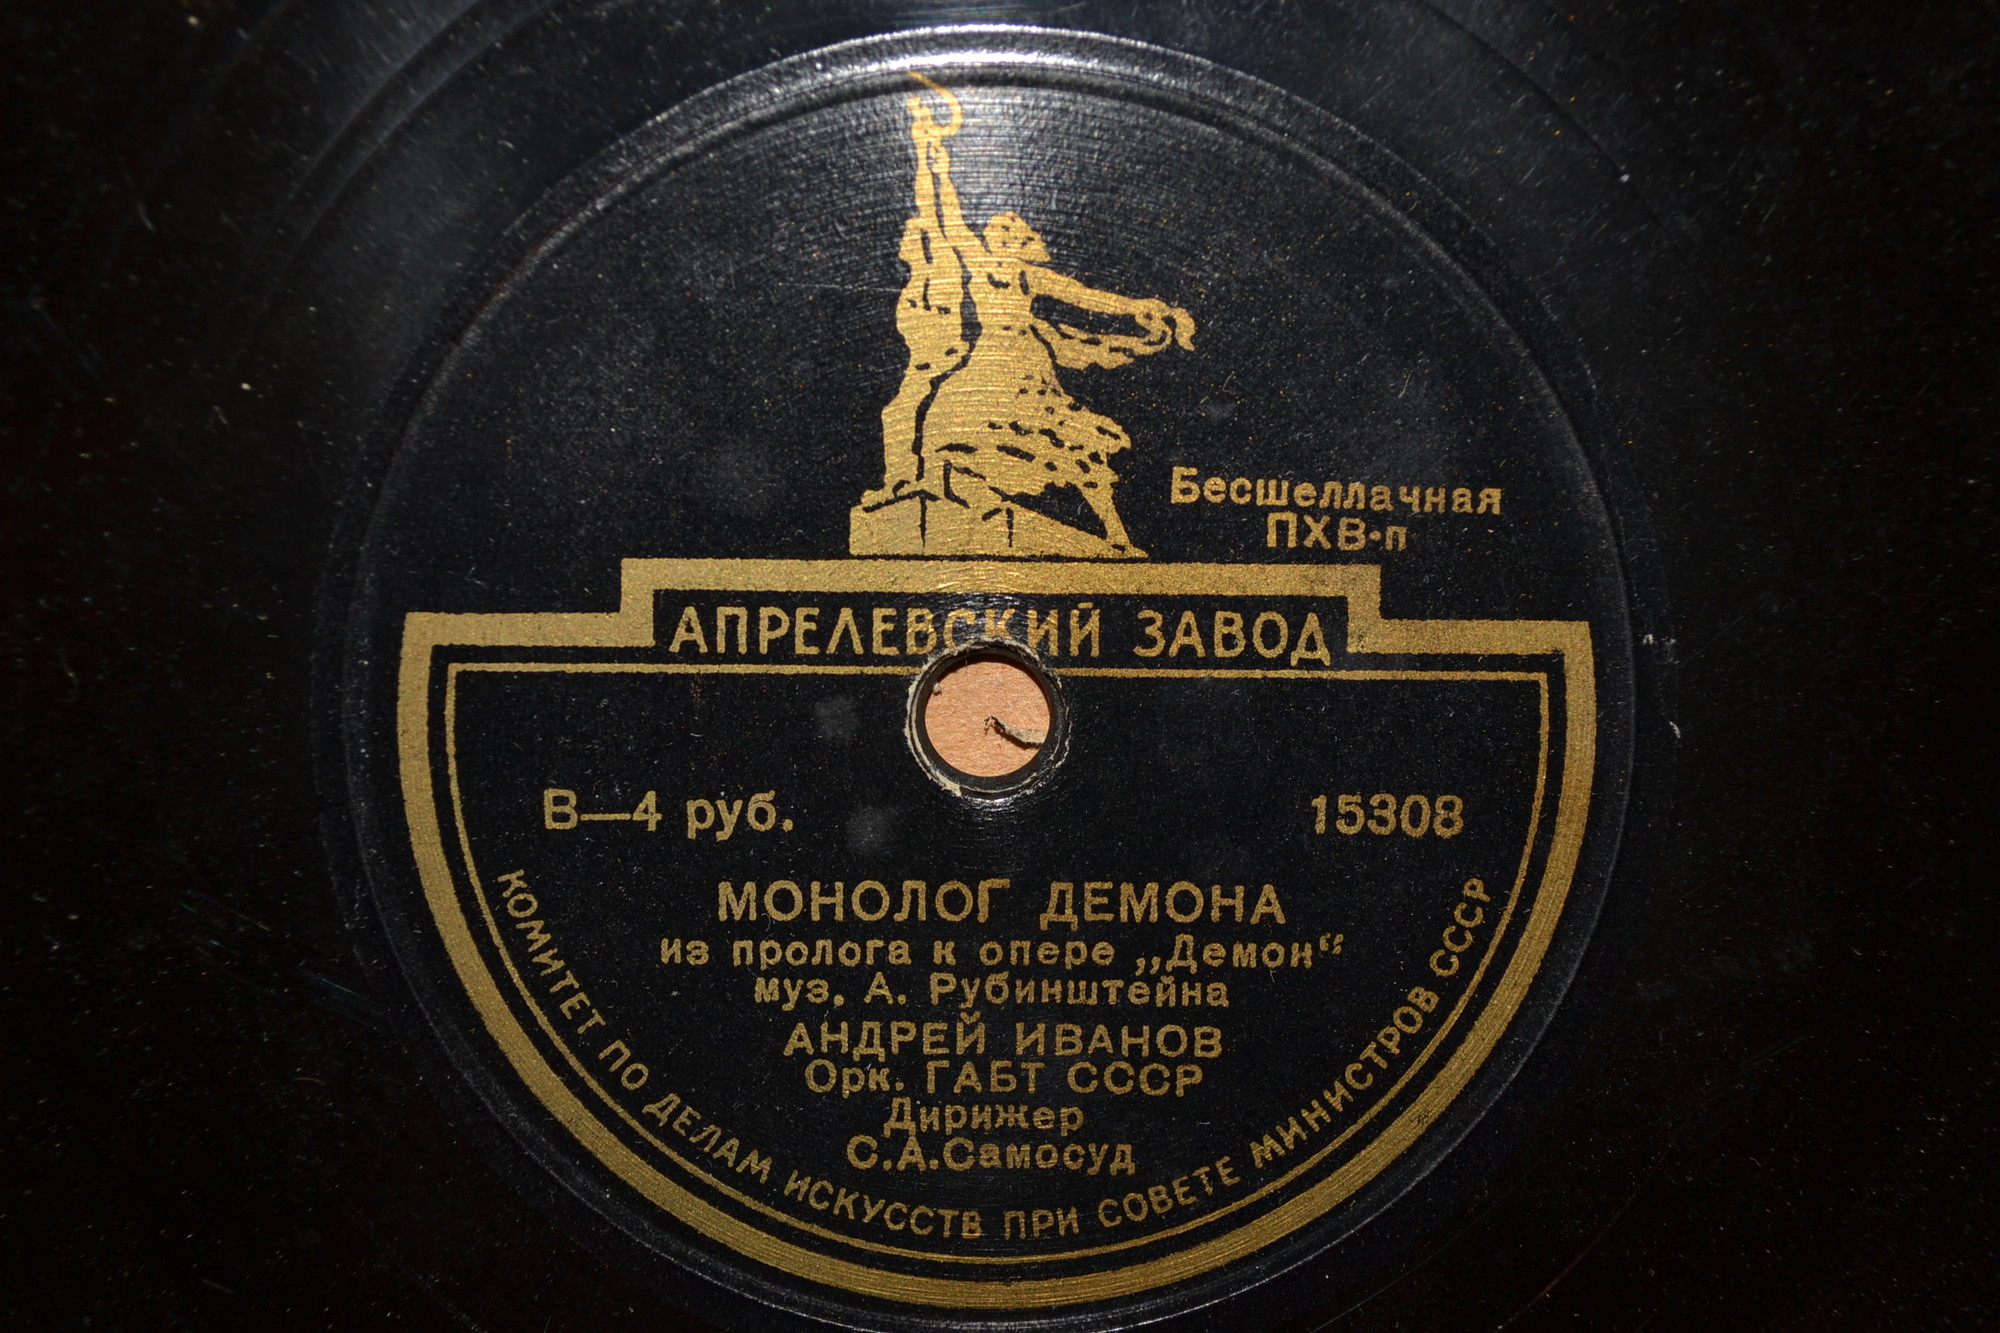 Бесшеллачная
ПХВ-п
АПРЕЛЕВСКИЙ ЗАВОД
В—4 руб.
15308
МОНОЛОГ ДЕМОНА
из пролога к опере „Демон“
муз. А. Рубинштейна
АНДРЕЙ ИВАНОВ
Орк. ГАБТ СССР
Дирижер
С.А.Самосуд
КОМИТЕТ ПО ДЕЛАМ ИСКУССТВ ПРИ СОВЕТЕ МИНИСТРОВ СССР